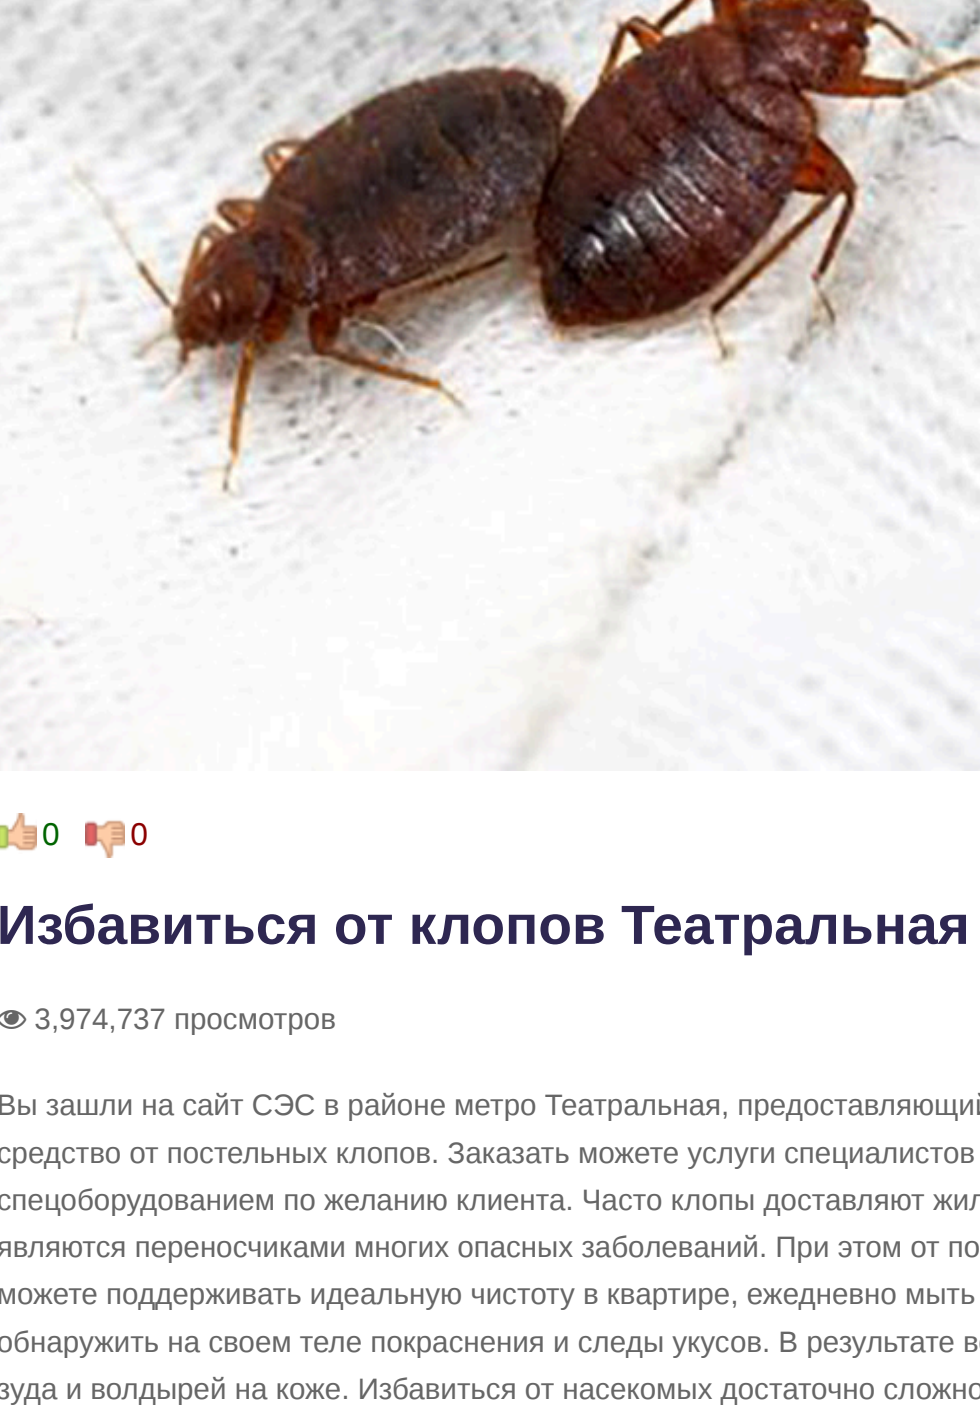 0 0
Избавиться от клопов Театральная
3,974,737 просмотров
Вы зашли на сайт СЭС в районе метро Театральная, предоставляющий
средство от постельных клопов. Заказать можете услуги специалистов
спецоборудованием по желанию клиента. Часто клопы доставляют
являются переносчиками многих опасных заболеваний. При этом от
можете поддерживать идеальную чистоту в квартире, ежедневно мыть
обнаружить на своем теле покраснения и следы укусов. В результате
зуда и волдырей на коже. Избавиться от насекомых достаточно сложно